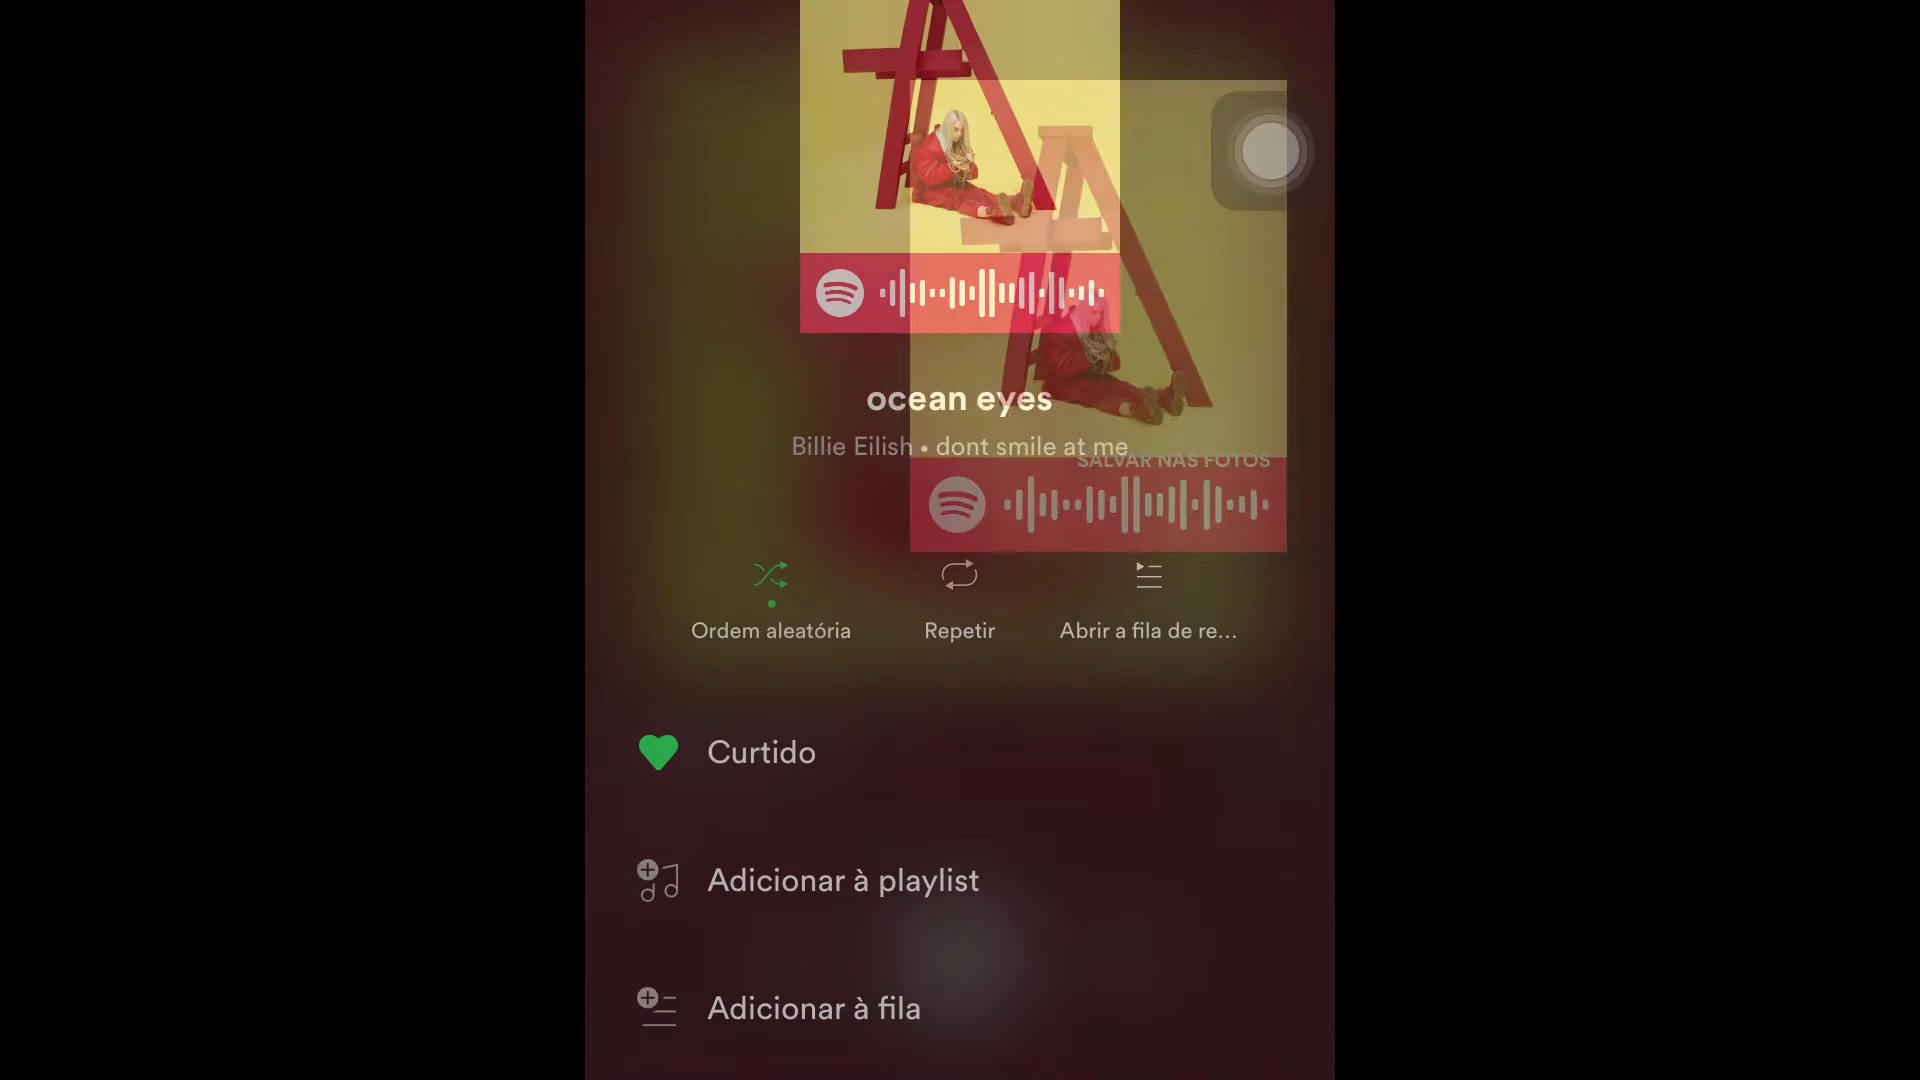 ocean eyes
Billie Eilish • dont smile at me
SALVAR NAS FOTOS
Ordem aleatória
Repetir
Abrir a fila de re...
Curtido
Adicionar à playlist
Adicionar à fila